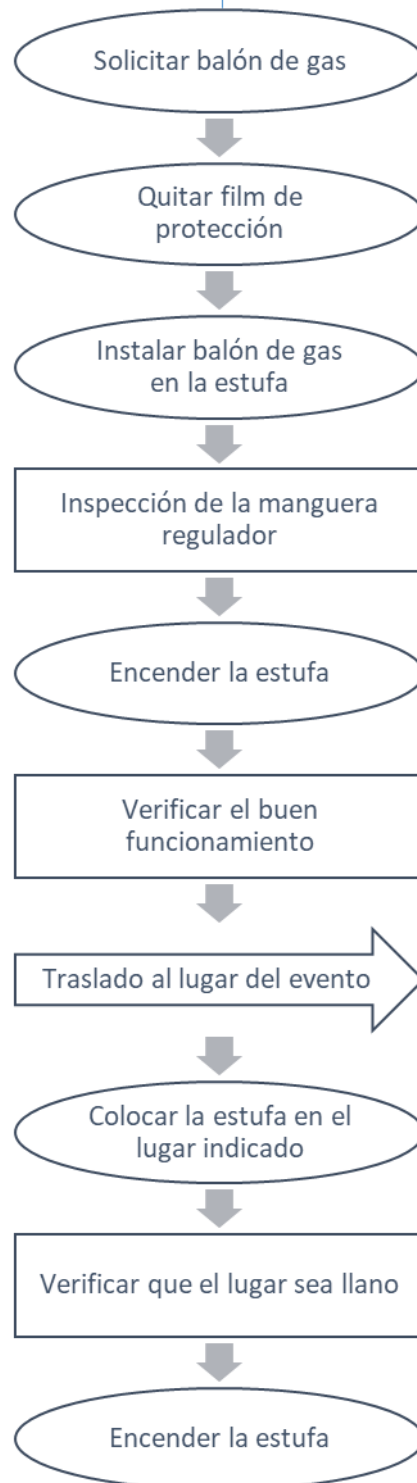 Solicitar balón de gas
Quitar film de
protección
Instalar balón de gas
en la estufa
Inspección de la manguera
regulador
Encender la estufa
Verificar el buen
funcionamiento
Traslado al lugar del evento
Colocar la estufa en el
lugar indicado
Verificar que el lugar sea llano
Encender la estufa